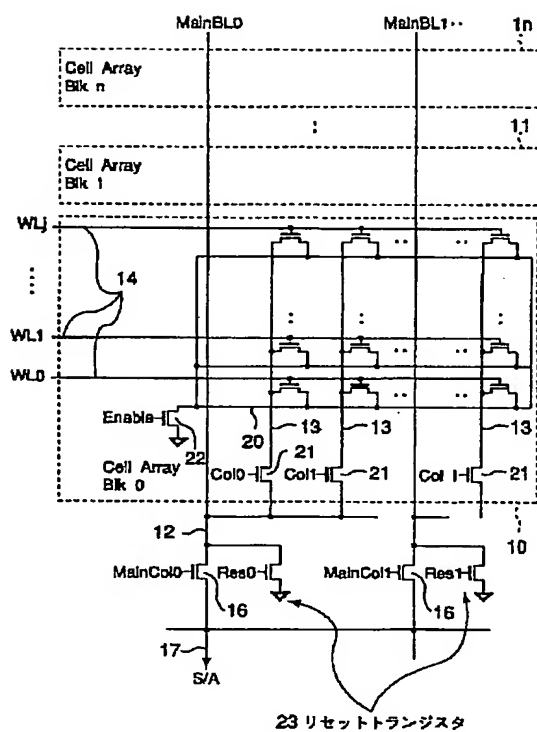 MainBL0 MainBL1··
1n
Cell Array
Blk n
11
Cell Array
Blk 1
WLj
14
WL1
WL0
Enable
22
20
13 13 13
Cell Array
Blk 0
Col0 21 Col1 21 Col i 21
12
10
MainCol0 Res0 MainCol1 Res1
16 16
17
S/A
23 リセットトランジスタ